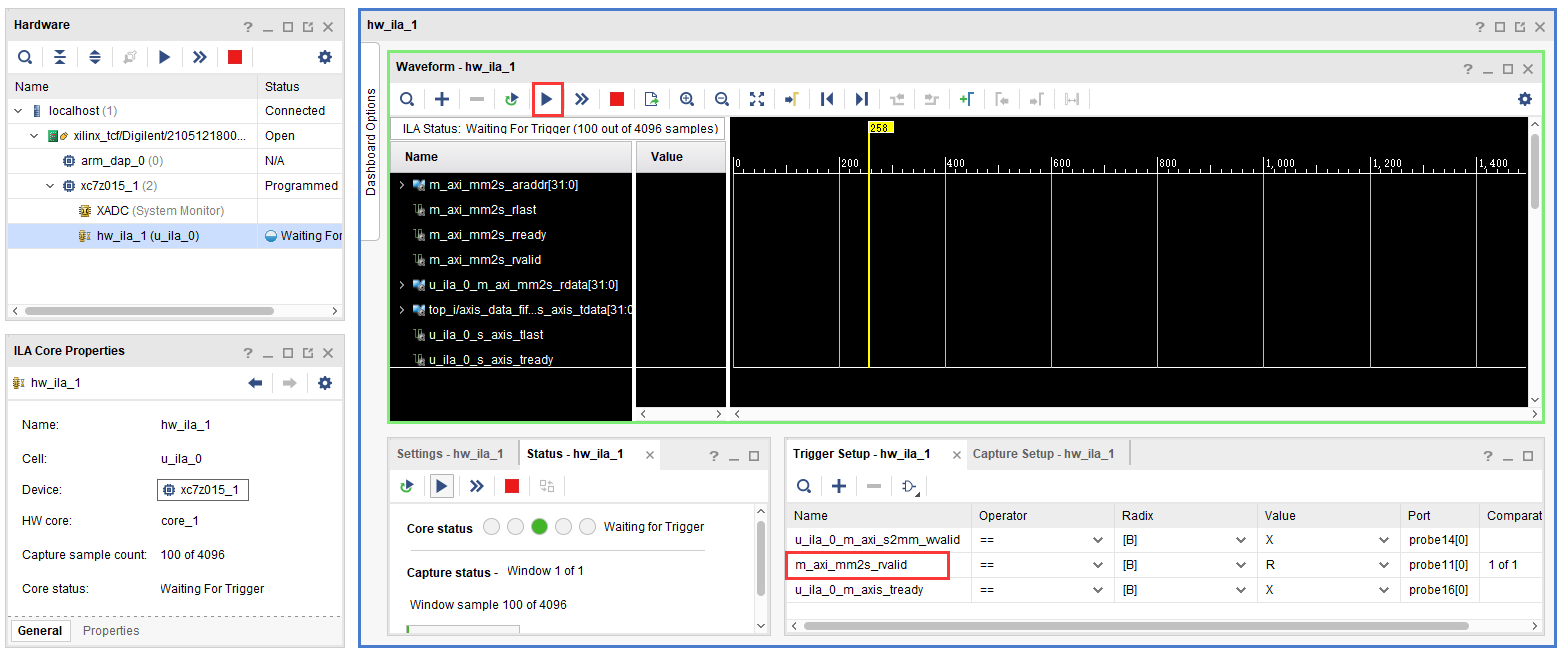 Hardware
Name Status
localhost (1) Connected
xilinx_tcf/Digilent/2105121800... Open
arm_dap_0 (0) N/A
xc7z015_1 (2) Programmed
XADC (System Monitor)
hw_ila_1 (u_ila_0) Waiting For
ILA Core Properties
hw_ila_1
Name: hw_ila_1
Cell: u_ila_0
Device: xc7z015_1
HW core: core_1
Capture sample count: 100 of 4096
Core status: Waiting For Trigger
General Properties
hw_ila_1
Dashboard Options
Waveform - hw_ila_1
ILA Status: Waiting For Trigger (100 out of 4096 samples)
Name Value
258
0 200 400 600 800 1,000 1,200 1,400
m_axi_mm2s_araddr[31:0]
m_axi_mm2s_rlast
m_axi_mm2s_rready
m_axi_mm2s_rvalid
u_ila_0_m_axi_mm2s_rdata[31:0]
top_i/axis_data_fif...s_axis_tdata[31:0
u_ila_0_s_axis_tlast
u_ila_0_s_axis_tready
Settings - hw_ila_1 Status - hw_ila_1
Core status Waiting for Trigger
Capture status - Window 1 of 1
Window sample 100 of 4096
Trigger Setup - hw_ila_1 Capture Setup - hw_ila_1
Name Operator Radix Value Port Comparat
u_ila_0_m_axi_s2mm_wvalid == [B] X probe14[0]
m_axi_mm2s_rvalid == [B] R probe11[0] 1 of 1
u_ila_0_m_axis_tready == [B] X probe16[0]